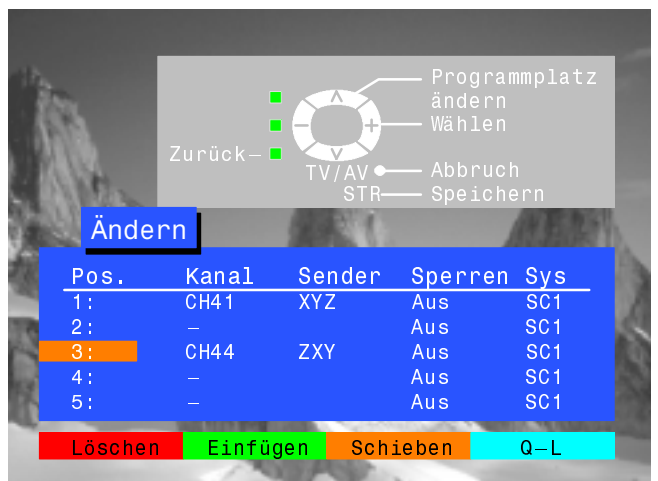 Programmplatz
ändern
Wählen
Zurück
TV/AV Abbruch
STR Speichern
Ändern
Pos. Kanal Sender Sperren Sys
1: CH41 XYZ Aus SC1
2: – Aus SC1
3: CH44 ZXY Aus SC1
4: – Aus SC1
5: – Aus SC1
Löschen Einfügen Schieben Q–L